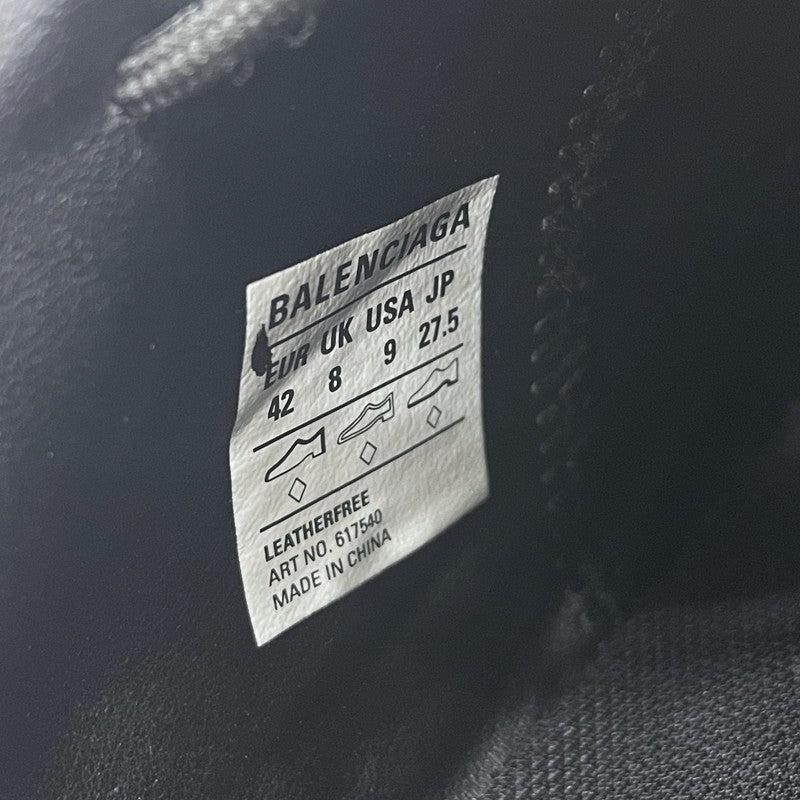 BALENCIAGA
EUR UK USA JP
42 8 9 27.5
LEATHERFREE
ART NO. 617540
MADE IN CHINA